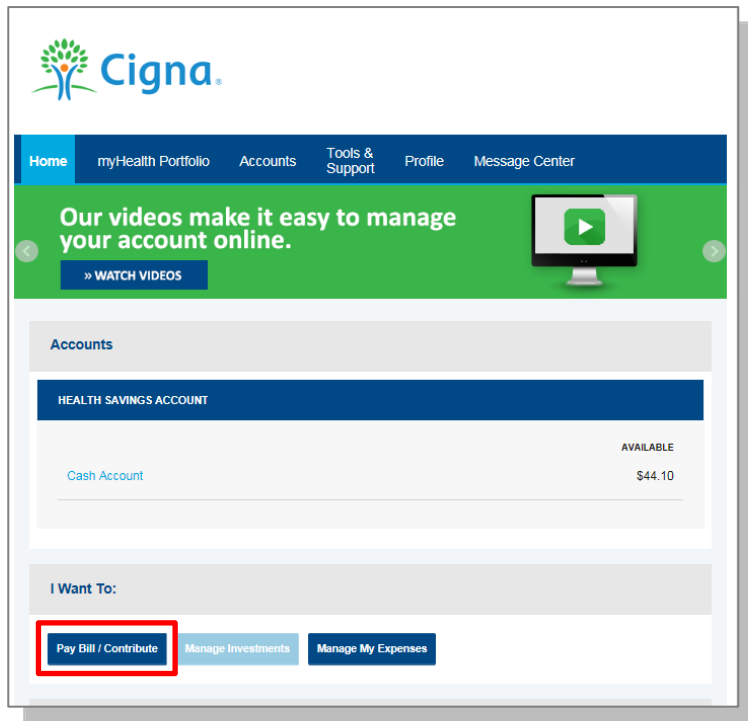 Cigna®
Home myHealth Portfolio Accounts Tools & Support Profile Message Center
Our videos make it easy to manage
your account online.
» WATCH VIDEOS
Accounts
HEALTH SAVINGS ACCOUNT
AVAILABLE
Cash Account $44.10
I Want To:
Pay Bill / Contribute Manage Investments Manage My Expenses